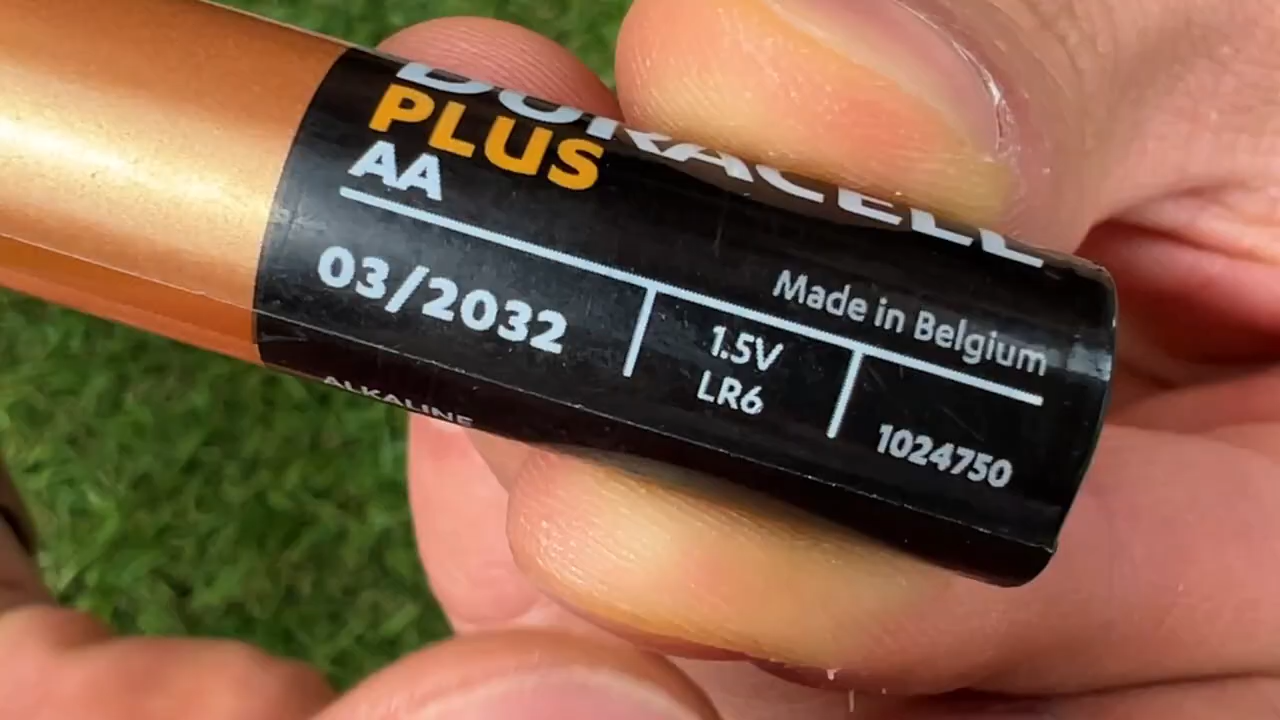 DURACELL
PLUS
AA
Made in Belgium
03/2032
1.5V
LR6
1024750
ALKALINE